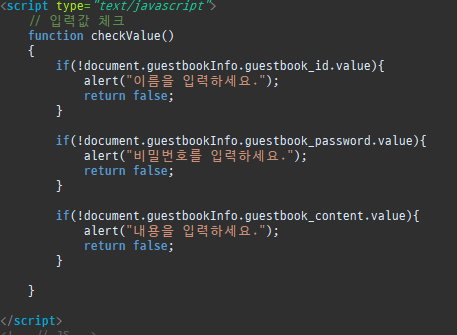 <script type="text/javascript">
// 입력값 체크
function checkValue()
{
if(!document.guestbookInfo.guestbook_id.value){
alert("이름을 입력하세요.");
return false;
}
if(!document.guestbookInfo.guestbook_password.value){
alert("비밀번호를 입력하세요.");
return false;
}
if(!document.guestbookInfo.guestbook_content.value){
alert("내용을 입력하세요.");
return false;
}
}
</script>